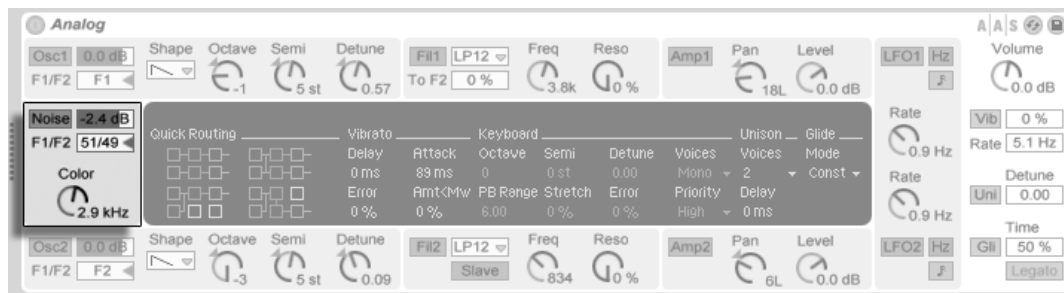 Analog
A|A|S
Osc1 0.0 dB Shape Octave Semi Detune Fil1 LP12 Freq Reso Amp1 Pan Level LFO1 Hz Volume
F1/F2 F1 -1 5 st 0.57 To F2 0 % 3.8k 0 % 18L 0.0 dB 0.0 dB
Noise -2.4 dB Quick Routing Vibrato Keyboard Unison Glide Rate Vib 0 %
F1/F2 51/49 Delay Attack Octave Semi Detune Voices Voices Mode 0.9 Hz Rate 5.1 Hz
0 ms 89 ms 0 0 st 0.00 Mono 2 Const
Color Error Amt<Mw PB Range Stretch Error Priority Delay Rate Detune
2.9 kHz 0 % 0 % 6.00 0 % 0 % High 0 ms 0.9 Hz Uni 0.00
Osc2 0.0 dB Shape Octave Semi Detune Fil2 LP12 Freq Reso Amp2 Pan Level LFO2 Hz Time
Gli 50 %
F1/F2 F2 -3 5 st 0.09 Slave 834 0 % 6L 0.0 dB Legato